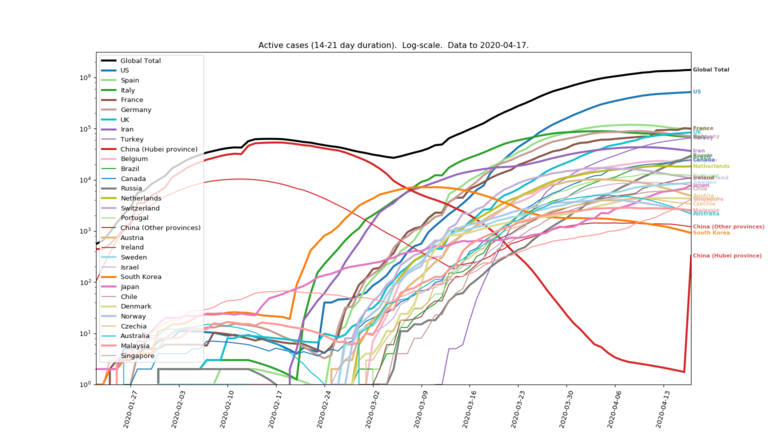 Active cases (14-21 day duration). Log-scale. Data to 2020-04-17.
10⁶
10⁵
10⁴
10³
10²
10¹
10⁰
Global Total
US
Spain
Italy
France
Germany
UK
Iran
Turkey
China (Hubei province)
Belgium
Brazil
Canada
Russia
Netherlands
Switzerland
Portugal
China (Other provinces)
Austria
Ireland
Sweden
Israel
South Korea
Japan
Chile
Denmark
Norway
Czechia
Australia
Malaysia
Singapore
Global Total
US
France
Iran
Canada
Netherlands
Ireland
Australia
China (Other provinces)
South Korea
China (Hubei province)
2020-01-27
2020-02-03
2020-02-10
2020-02-17
2020-02-24
2020-03-02
2020-03-09
2020-03-16
2020-03-23
2020-03-30
2020-04-06
2020-04-13